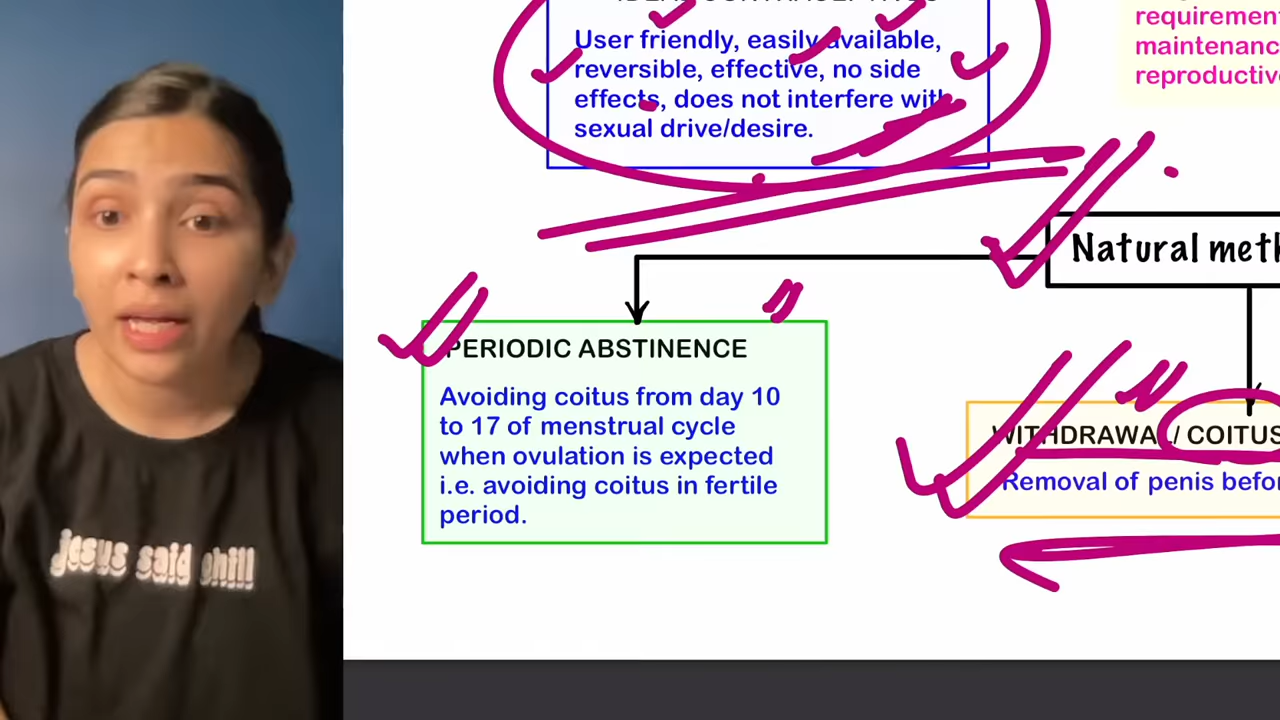 User friendly, easily available,
reversible, effective, no side
effects, does not interfere with
sexual drive/desire.
requiremen
maintenanc
reproductive
Natural meth
PERIODIC ABSTINENCE
Avoiding coitus from day 10
to 17 of menstrual cycle
when ovulation is expected
i.e. avoiding coitus in fertile
period.
WITHDRAWAL/ COITUS
Removal of penis befor
jesus said chill